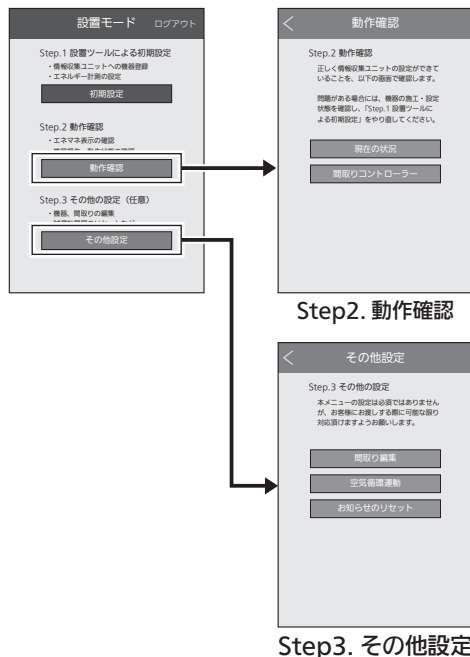 設置モード ログアウト
Step.1 設置ツールによる初期設定
・情報収集ユニットへの機器登録
・エネルギー計測の設定
初期設定
Step.2 動作確認
・エネマネ表示の確認
動作確認
Step.3 その他の設定（任意）
・機器、間取りの編集
その他設定
動作確認
Step.2 動作確認
正しく情報収集ユニットの設定ができて
いることを、以下の画面で確認します。
問題がある場合には、機器の施工・設定
状態を確認し、「Step.1 設置ツールに
よる初期設定」をやり直してください。
現在の状況
間取りコントローラー
Step2. 動作確認
その他設定
Step.3 その他の設定
本メニューの設定は必須ではありません
が、お客様にお渡しする際に可能な限り
対応頂けますようお願いします。
間取り編集
空気循環連動
お知らせのリセット
Step3. その他設定